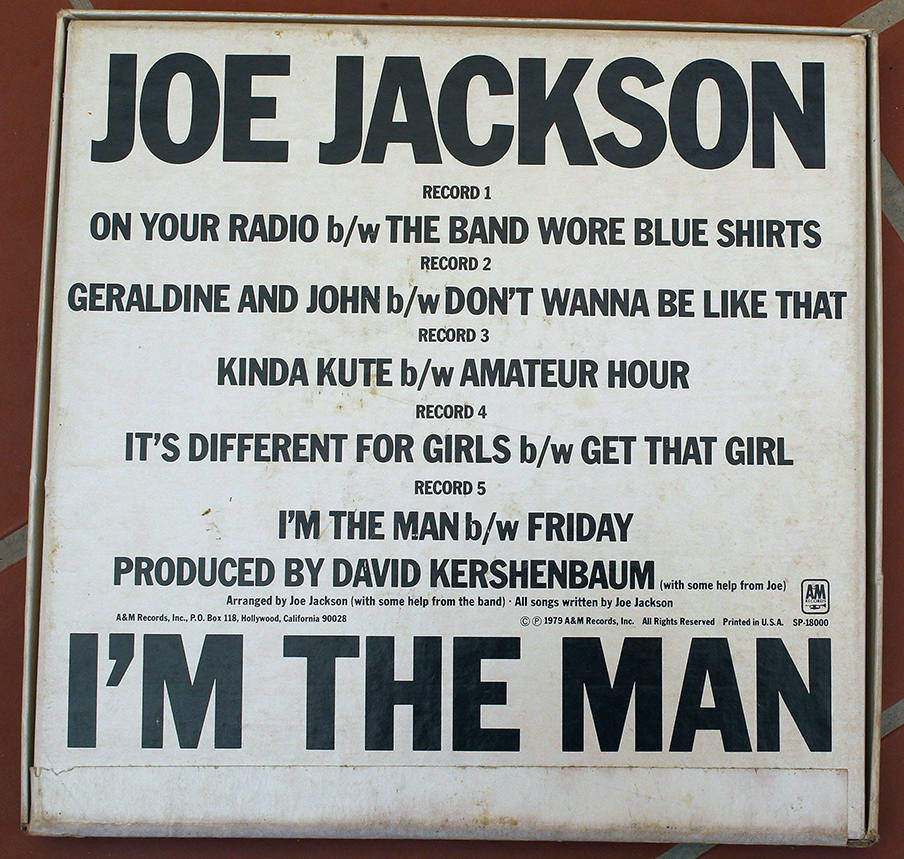 JOE JACKSON
RECORD 1
ON YOUR RADIO b/w THE BAND WORE BLUE SHIRTS
RECORD 2
GERALDINE AND JOHN b/w DON'T WANNA BE LIKE THAT
RECORD 3
KINDA KUTE b/w AMATEUR HOUR
RECORD 4
IT'S DIFFERENT FOR GIRLS b/w GET THAT GIRL
RECORD 5
I'M THE MAN b/w FRIDAY
PRODUCED BY DAVID KERSHENBAUM (with some help from Joe)
Arranged by Joe Jackson (with some help from the band) · All songs written by Joe Jackson
A&M RECORDS
A&M Records, Inc., P.O. Box 118, Hollywood, California 90028 © ℗ 1979 A&M Records, Inc. All Rights Reserved Printed in U.S.A. SP-18000
I'M THE MAN